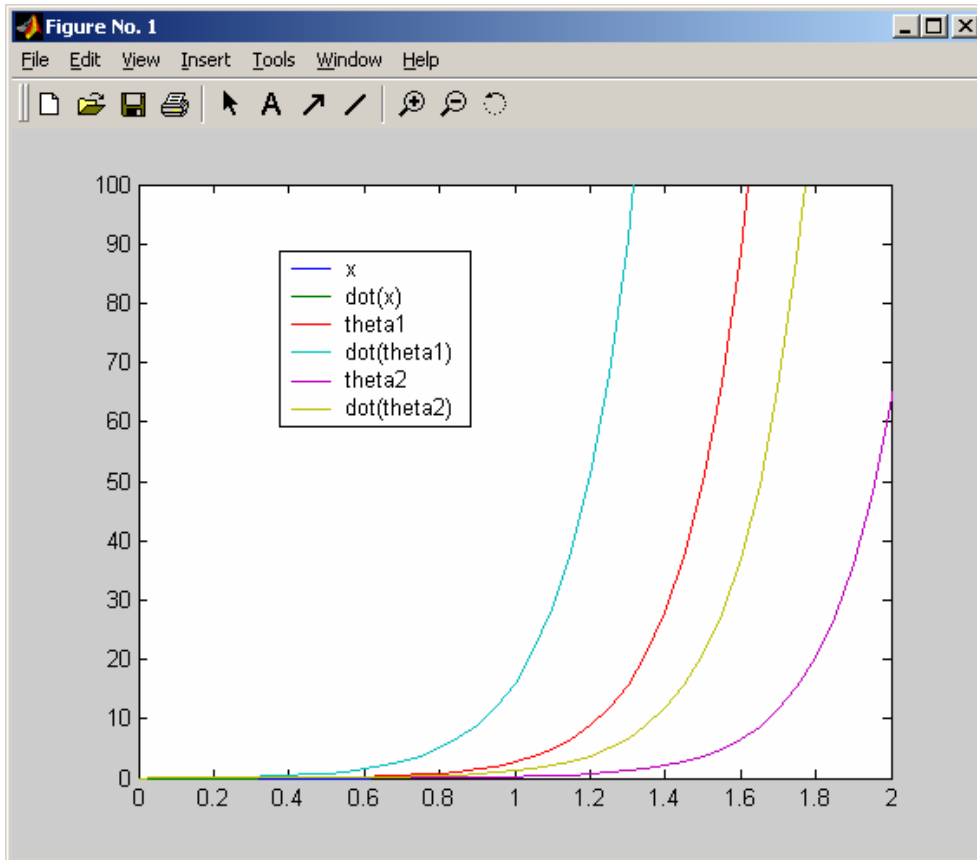 Figure No. 1
File Edit View Insert Tools Window Help
A
100
90
80
70
60
50
40
30
20
10
0
x
dot(x)
theta1
dot(theta1)
theta2
dot(theta2)
0 0.2 0.4 0.6 0.8 1 1.2 1.4 1.6 1.8 2